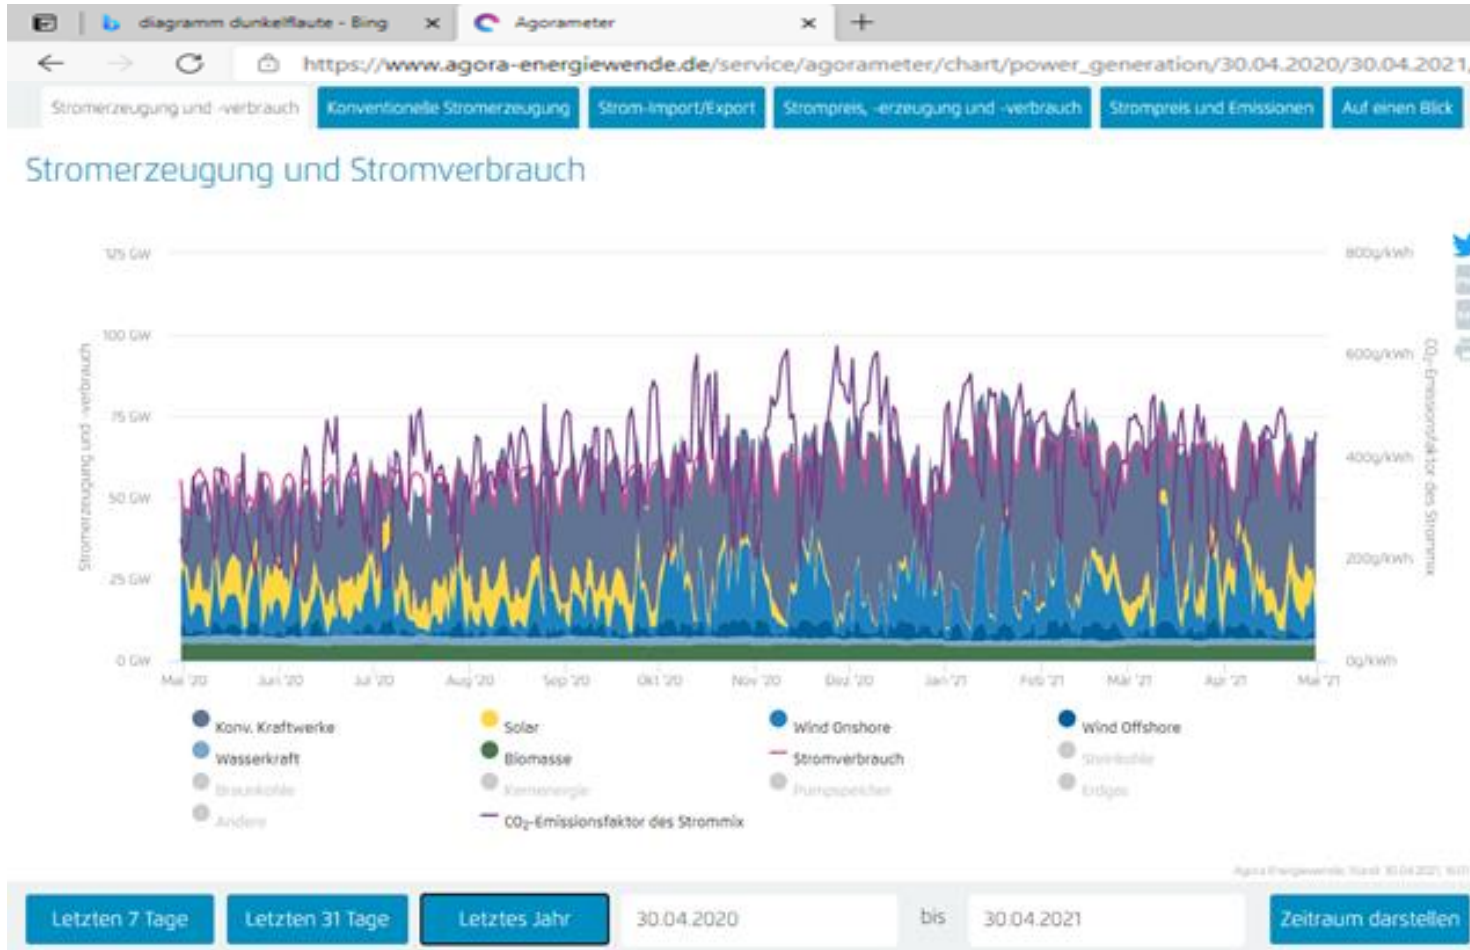 diagramm dunkelflaute - Bing
Agorameter
https://www.agora-energiewende.de/service/agorameter/chart/power_generation/30.04.2020/30.04.2021/
Stromerzeugung und -verbrauch
Konventionelle Stromerzeugung
Strom-Import/Export
Strompreis, -erzeugung und -verbrauch
Strompreis und Emissionen
Auf einen Blick
Stromerzeugung und Stromverbrauch
125 GW
100 GW
75 GW
50 GW
25 GW
0 GW
Stromerzeugung und -verbrauch
800g/kWh
600g/kWh
400g/kWh
200g/kWh
0g/kWh
CO₂-Emissionsfaktor des Strommix
Mai '20
Jun '20
Jul '20
Aug '20
Sep '20
Okt '20
Nov '20
Dez '20
Jan '21
Feb '21
Mär '21
Apr '21
Mai '21
Konv. Kraftwerke
Solar
Wind Onshore
Wind Offshore
Wasserkraft
Biomasse
Stromverbrauch
Steinkohle
Braunkohle
Kernenergie
Pumpspeicher
Erdgas
Andere
CO₂-Emissionsfaktor des Strommix
Agora Energiewende; Stand: 30.04.2021,
Letzten 7 Tage
Letzten 31 Tage
Letztes Jahr
30.04.2020
bis
30.04.2021
Zeitraum darstellen